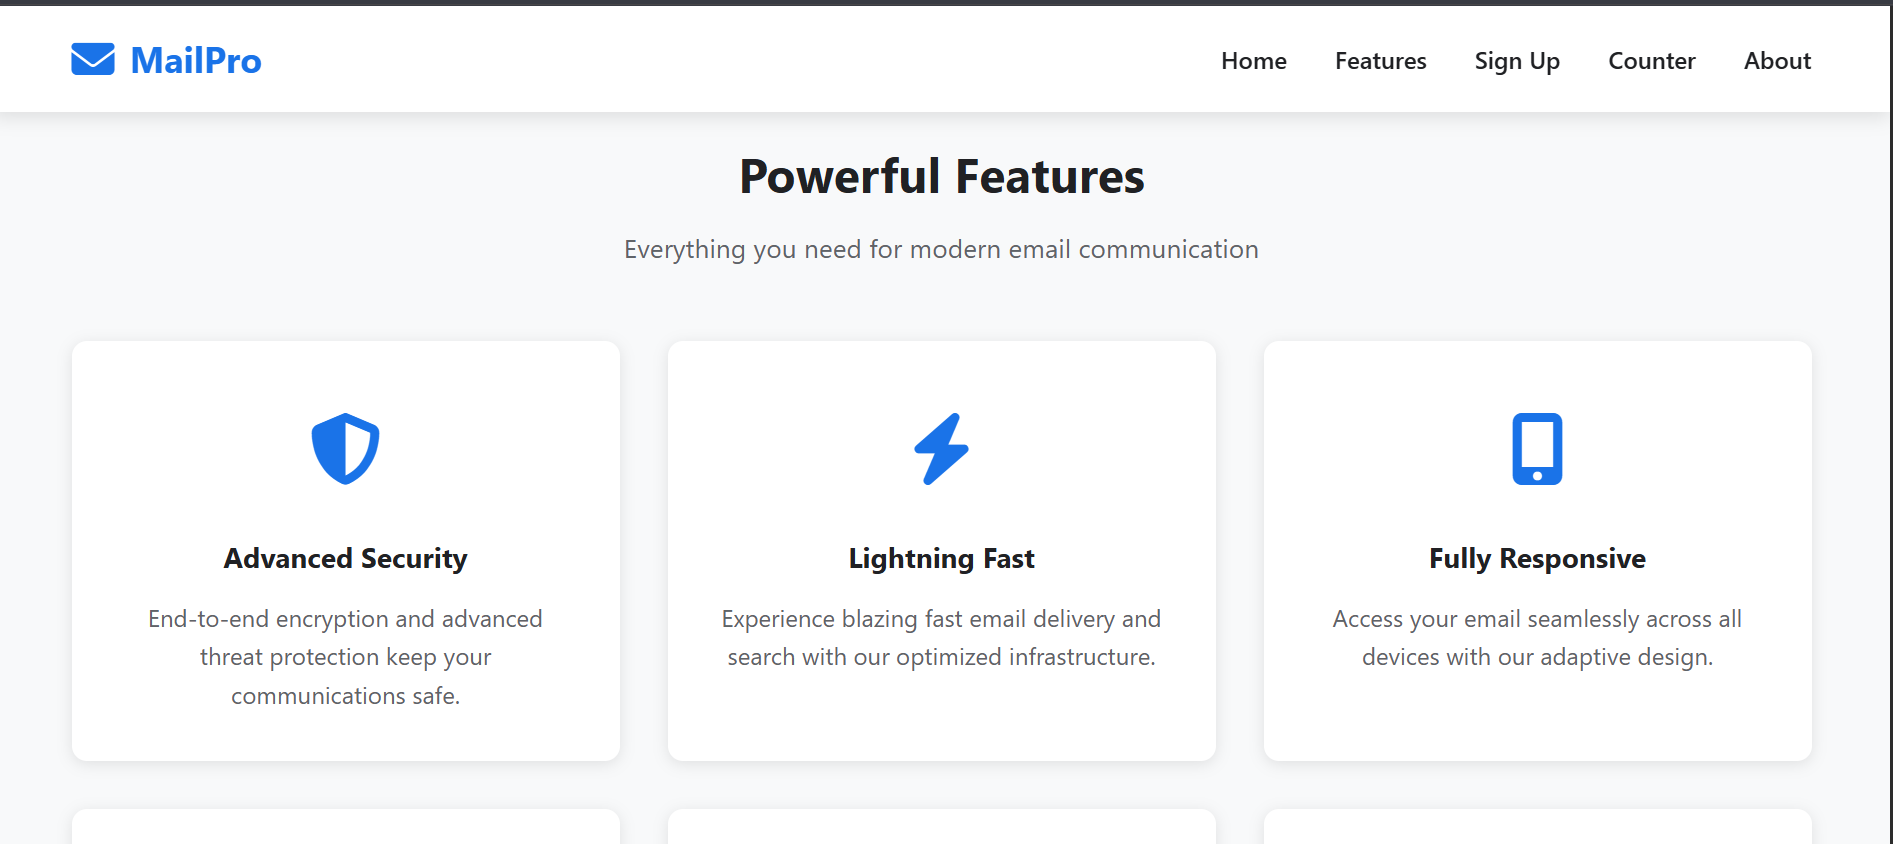 MailPro
Home Features Sign Up Counter About
Powerful Features
Everything you need for modern email communication
Advanced Security
End-to-end encryption and advanced
threat protection keep your
communications safe.
Lightning Fast
Experience blazing fast email delivery and
search with our optimized infrastructure.
Fully Responsive
Access your email seamlessly across all
devices with our adaptive design.